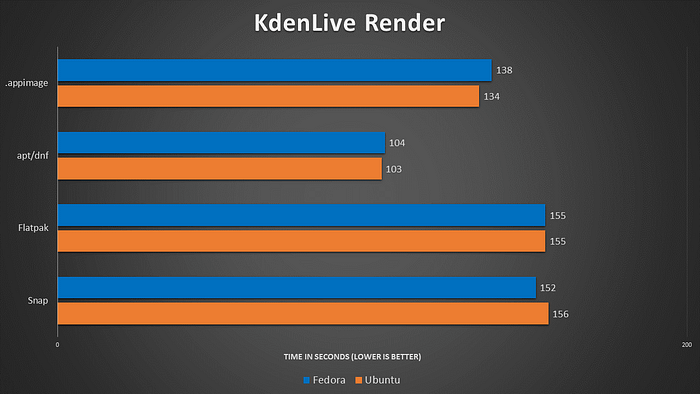 KdenLive Render
.appimage
138
134
apt/dnf
104
103
Flatpak
155
155
Snap
152
156
0
200
TIME IN SECONDS (LOWER IS BETTER)
Fedora
Ubuntu